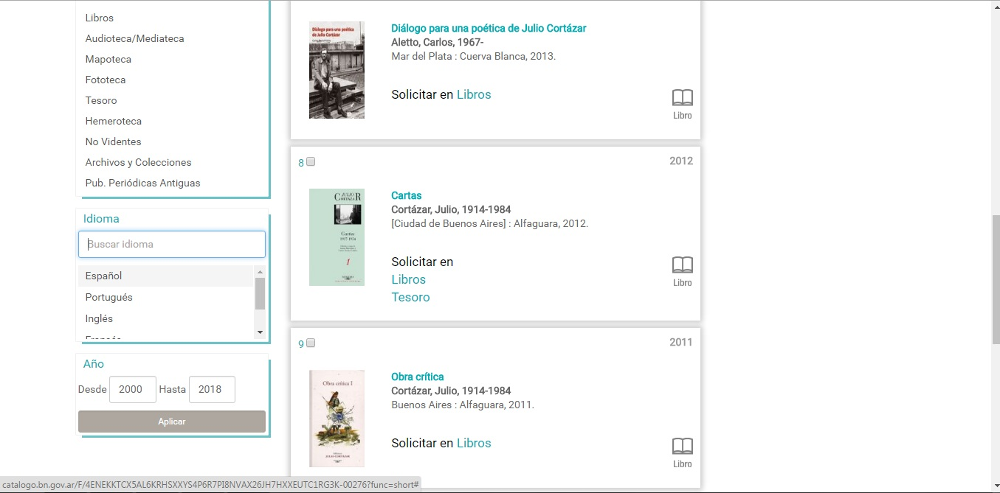 Libros
Audioteca/Mediateca
Mapoteca
Fototeca
Tesoro
Hemeroteca
No Videntes
Archivos y Colecciones
Pub. Periódicas Antiguas
Idioma
Buscar idioma
Español
Portugués
Inglés
Francés
Año
Desde 2000 Hasta 2018
Aplicar
Diálogo para una poética
de Julio Cortázar
Diálogo para una poética de Julio Cortázar
Aletto, Carlos, 1967-
Mar del Plata : Cuerva Blanca, 2013.
Solicitar en Libros
Libro
8
2012
JULIO
CORTÁZAR
Cartas
1937-1954
1
Cartas
Cortázar, Julio, 1914-1984
[Ciudad de Buenos Aires] : Alfaguara, 2012.
Solicitar en
Libros
Tesoro
Libro
9
2011
Obra crítica I
JULIO CORTÁZAR
Obra crítica
Cortázar, Julio, 1914-1984
Buenos Aires : Alfaguara, 2011.
Solicitar en Libros
Libro
catalogo.bn.gov.ar/F/4ENEKKTCX5AL6KRHSXXYS4P6R7PI8NVAX26JH7HXXEUTC1RG3K-00276?func=short#